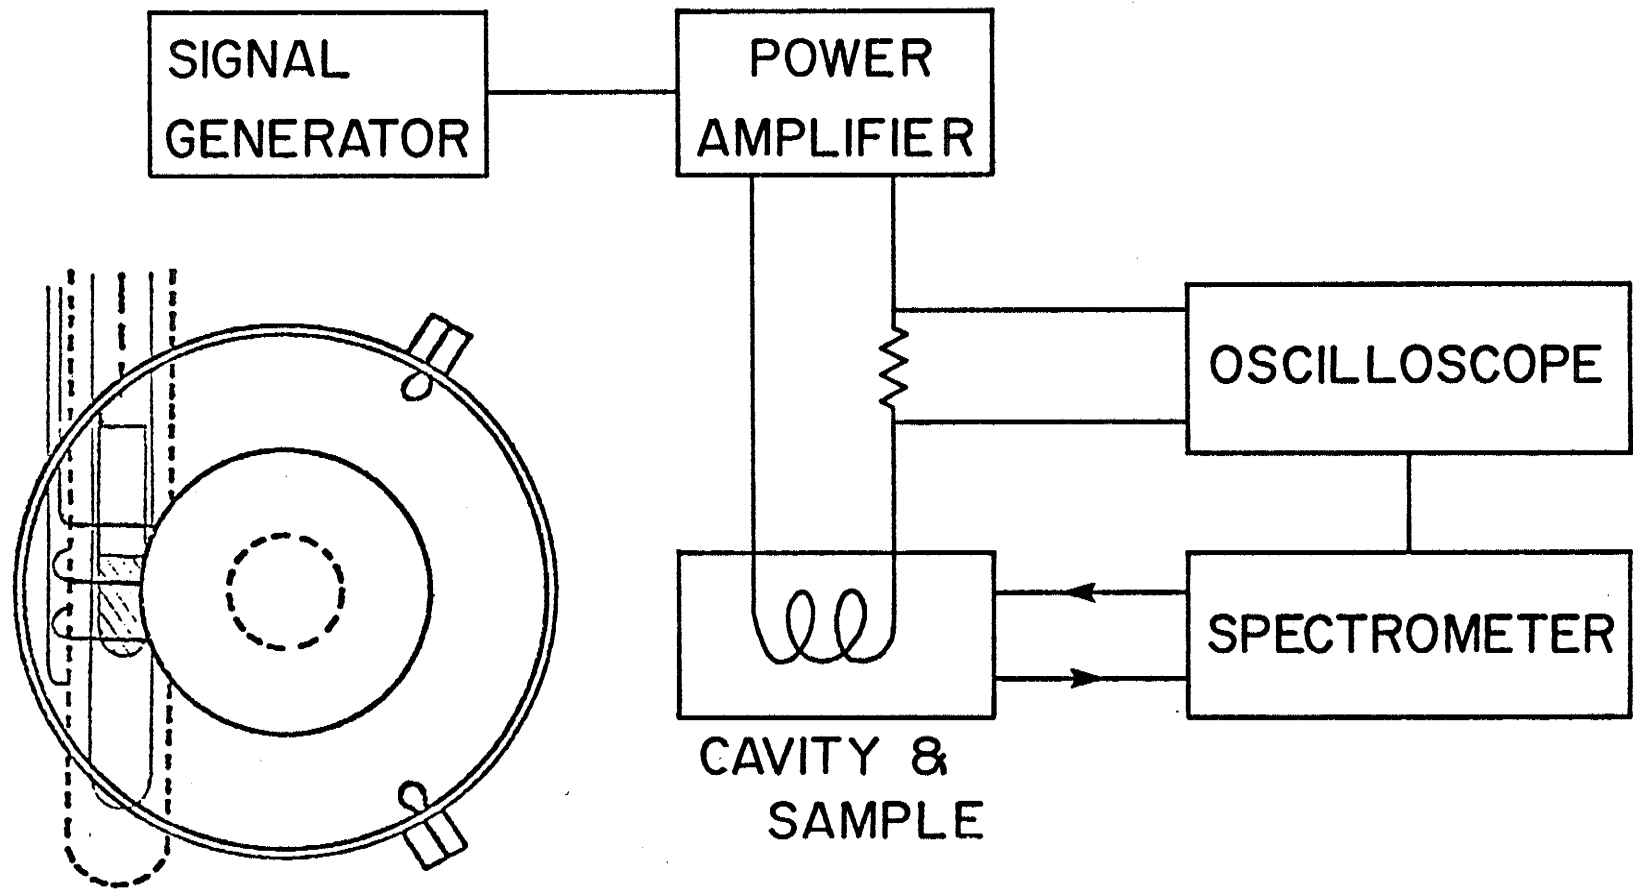 SIGNAL
GENERATOR
POWER
AMPLIFIER
OSCILLOSCOPE
SPECTROMETER
CAVITY &
SAMPLE